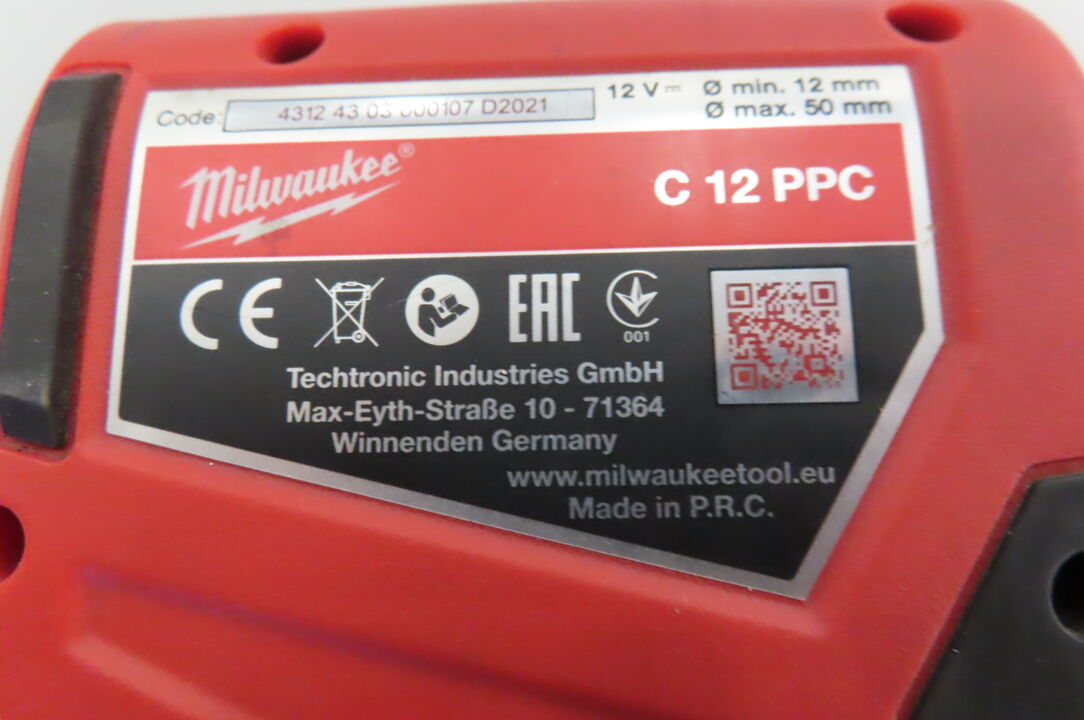 Code: 4312 43 03 000107 D2021
12 V⎓ Ø min. 12 mm
Ø max. 50 mm
Milwaukee®
C 12 PPC
CE
EAC
001
Techtronic Industries GmbH
Max-Eyth-Straße 10 - 71364
Winnenden Germany
www.milwaukeetool.eu
Made in P.R.C.